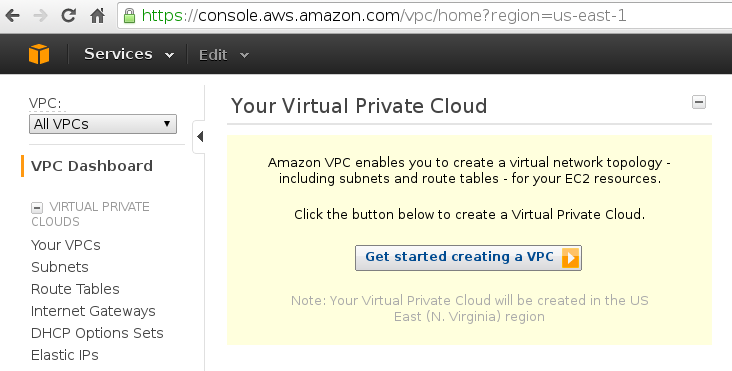 https://console.aws.amazon.com/vpc/home?region=us-east-1
Services Edit
VPC:
All VPCs
VPC Dashboard
VIRTUAL PRIVATE
CLOUDS
Your VPCs
Subnets
Route Tables
Internet Gateways
DHCP Options Sets
Elastic IPs
Your Virtual Private Cloud
Amazon VPC enables you to create a virtual network topology -
including subnets and route tables - for your EC2 resources.
Click the button below to create a Virtual Private Cloud.
Get started creating a VPC
Note: Your Virtual Private Cloud will be created in the US
East (N. Virginia) region